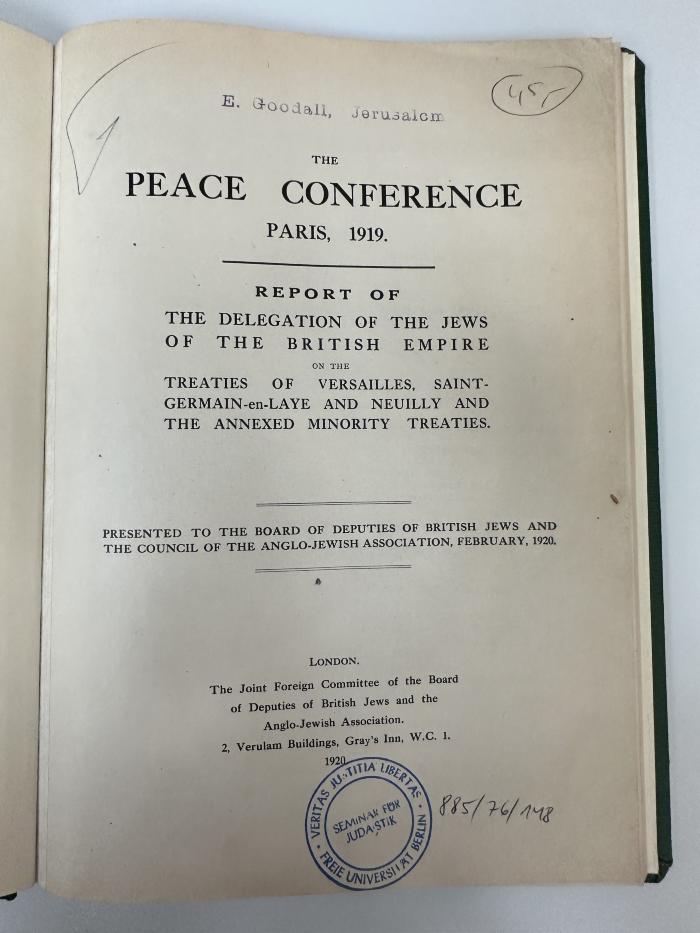 E. Goodall, Jerusalem
45,-
THE
PEACE CONFERENCE
PARIS, 1919.
REPORT OF
THE DELEGATION OF THE JEWS
OF THE BRITISH EMPIRE
ON THE
TREATIES OF VERSAILLES, SAINT-
GERMAIN-en-LAYE AND NEUILLY AND
THE ANNEXED MINORITY TREATIES.
PRESENTED TO THE BOARD OF DEPUTIES OF BRITISH JEWS AND
THE COUNCIL OF THE ANGLO-JEWISH ASSOCIATION, FEBRUARY, 1920.
LONDON.
The Joint Foreign Committee of the Board
of Deputies of British Jews and the
Anglo-Jewish Association.
2, Verulam Buildings, Gray's Inn, W.C. 1.
1920
VERITAS JUSTITIA LIBERTAS
SEMINAR FÜR
JUDAISTIK
FREIE UNIVERSITÄT BERLIN
885/76/148